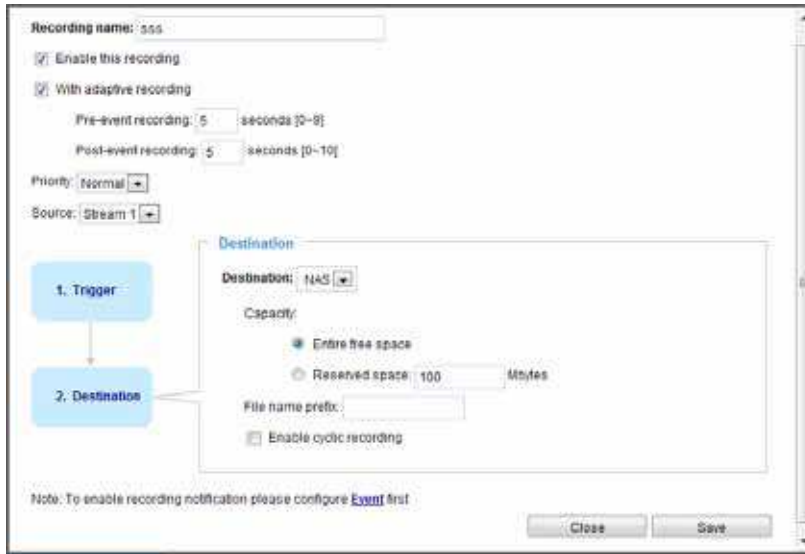 Recording name: sss
Enable this recording
With adaptive recording
Pre-event recording: 5 seconds [0~9]
Post-event recording: 5 seconds [0~10]
Priority: Normal
Source: Stream 1
1. Trigger
2. Destination
Destination
Destination: NAS
Capacity:
Entire free space
Reserved space: 100 Mbytes
File name prefix:
Enable cyclic recording
Note: To enable recording notification please configure Event first
Close Save